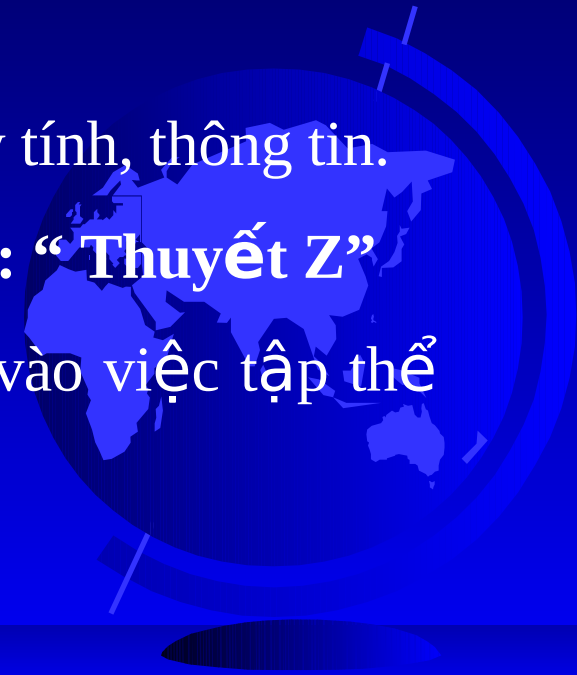 tính, thông tin.
: “ Thuyết Z”
vào việc tập thể